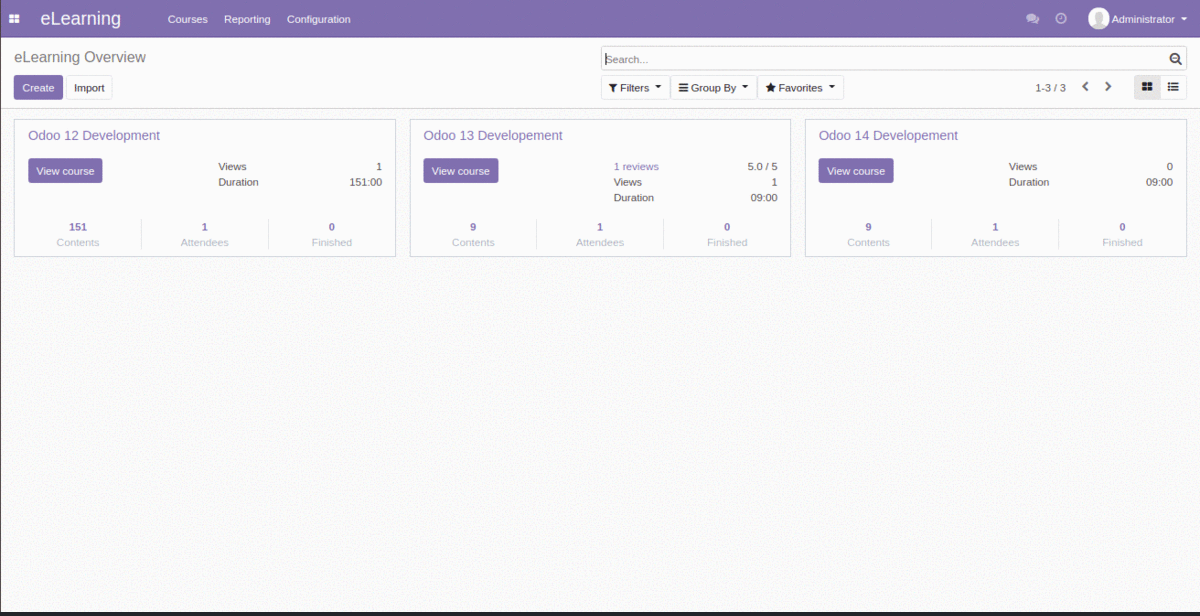 eLearning Courses Reporting Configuration Administrator
eLearning Overview
Search...
Create Import Filters Group By Favorites 1-3 / 3
Odoo 12 Development
View course
Views 1
Duration 151:00
151 1 0
Contents Attendees Finished
Odoo 13 Developement
View course
1 reviews 5.0 / 5
Views 1
Duration 09:00
9 1 0
Contents Attendees Finished
Odoo 14 Developement
View course
Views 0
Duration 09:00
9 1 0
Contents Attendees Finished